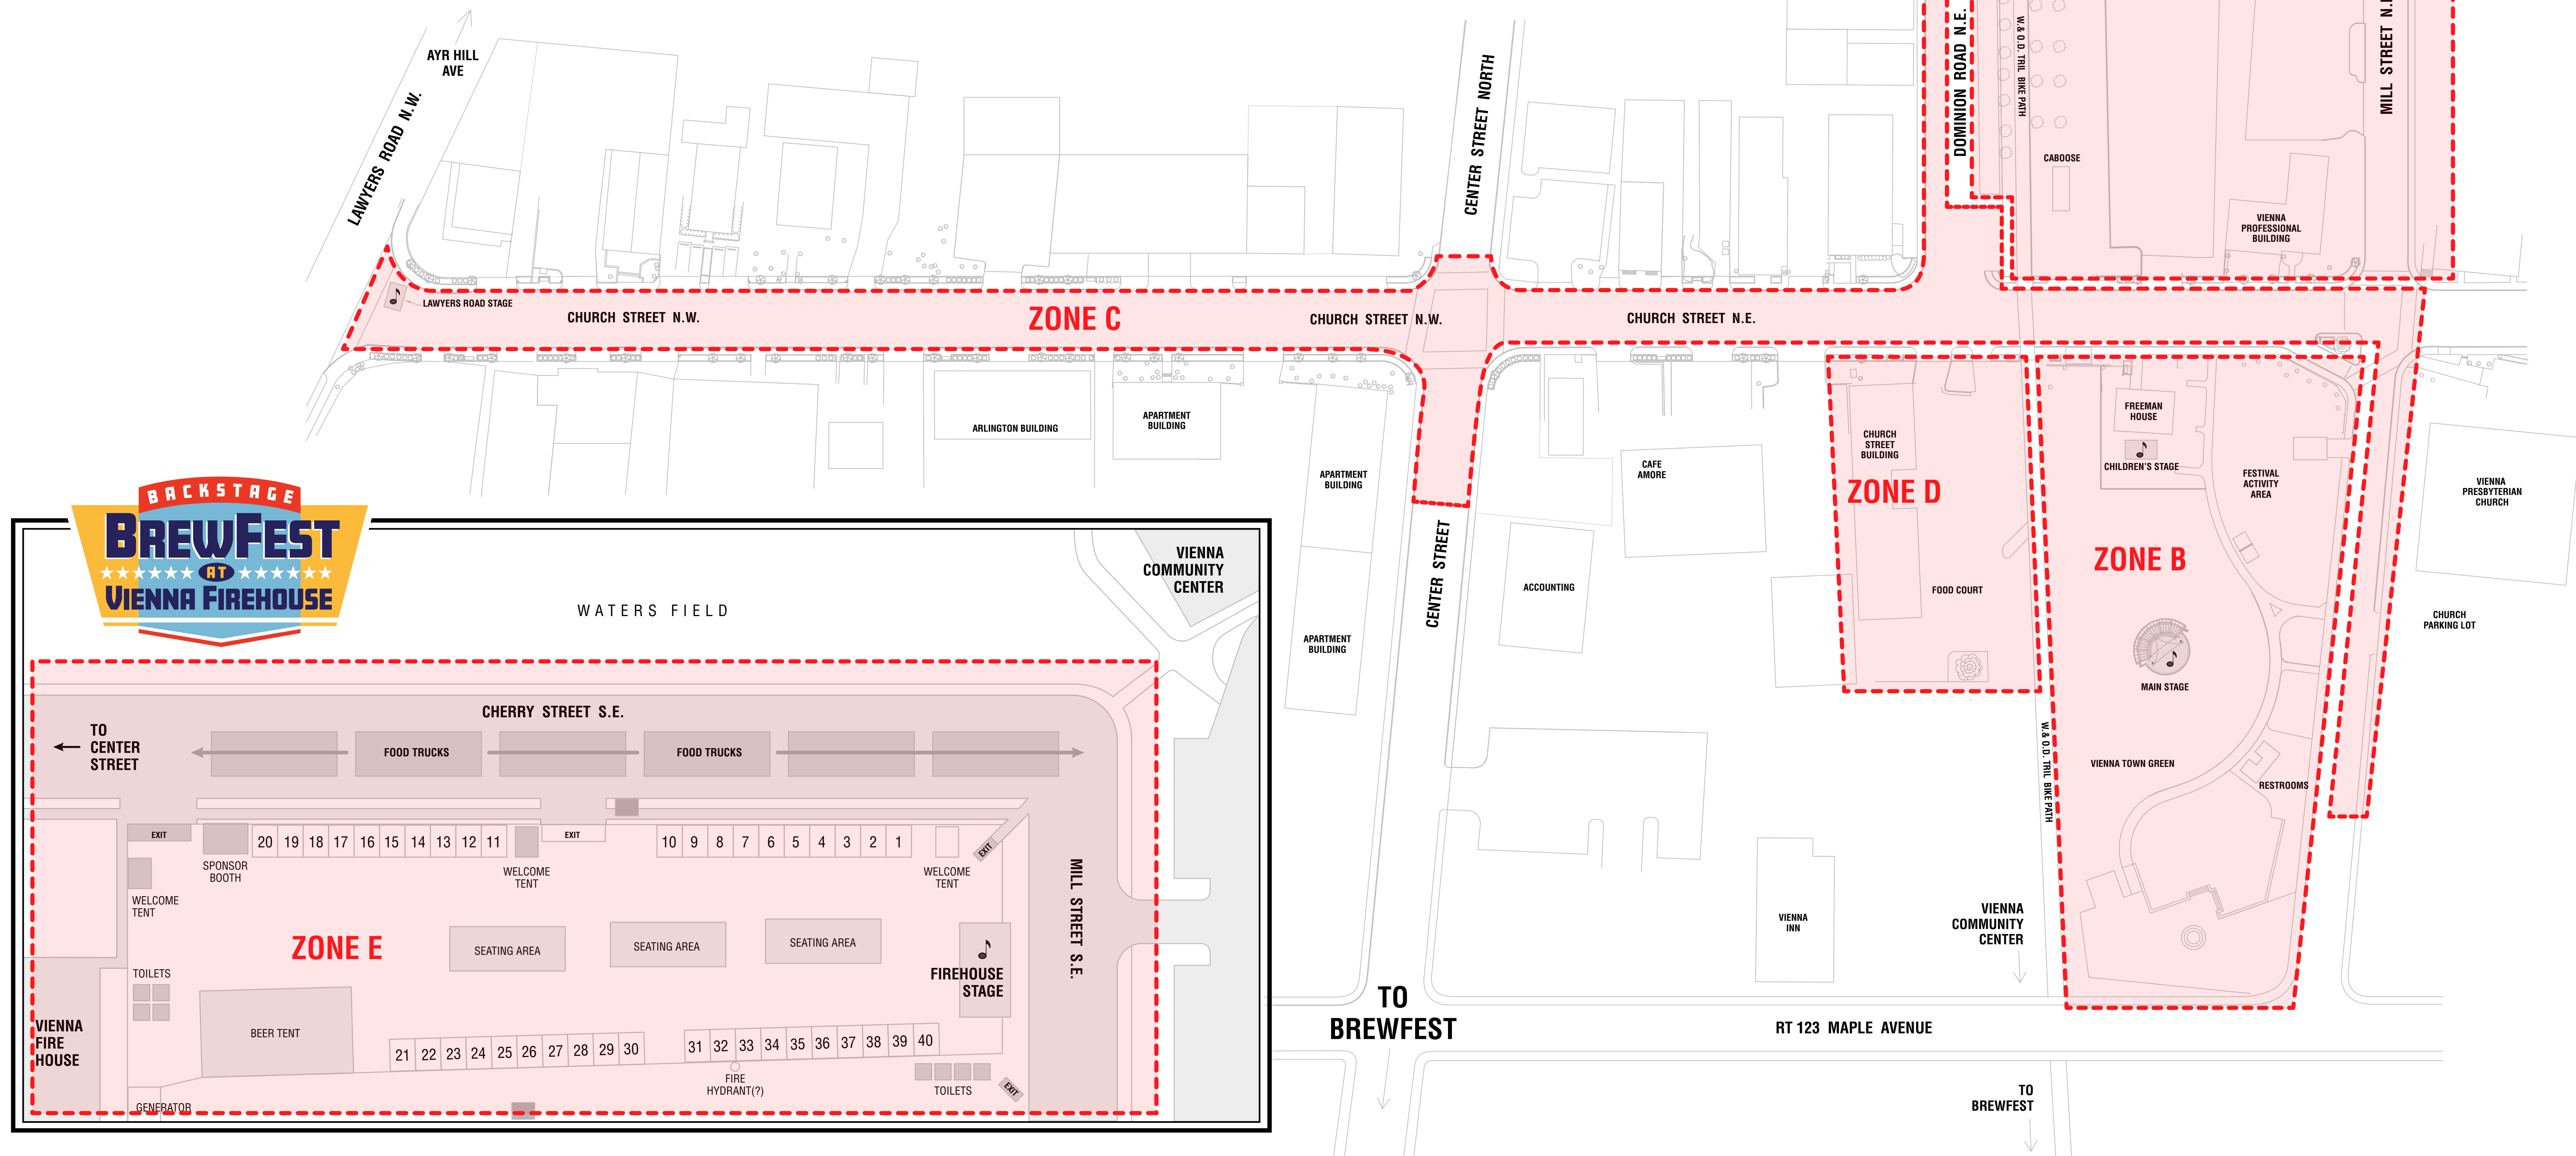 AYR HILL
AVE
LAWYERS ROAD N.W.
LAWYERS ROAD STAGE
CHURCH STREET N.W.
ZONE C
CHURCH STREET N.W.
CENTER STREET NORTH
CHURCH STREET N.E.
DOMINION ROAD N.E.
W.& O.D. TRIL BIKE PATH
CABOOSE
MILL STREET N.E.
VIENNA
PROFESSIONAL
BUILDING
ARLINGTON BUILDING
APARTMENT
BUILDING
APARTMENT
BUILDING
APARTMENT
BUILDING
CENTER STREET
CAFE
AMORE
ACCOUNTING
CHURCH
STREET
BUILDING
ZONE D
FOOD COURT
FREEMAN
HOUSE
CHILDREN'S STAGE
FESTIVAL
ACTIVITY
AREA
ZONE B
MAIN STAGE
VIENNA TOWN GREEN
RESTROOMS
W.& O.D. TRIL BIKE PATH
VIENNA
PRESBYTERIAN
CHURCH
CHURCH
PARKING LOT
VIENNA
INN
VIENNA
COMMUNITY
CENTER
TO
BREWFEST
RT 123 MAPLE AVENUE
TO
BREWFEST
BACKSTAGE
BREWFEST
AT
VIENNA FIREHOUSE
WATERS FIELD
VIENNA
COMMUNITY
CENTER
CHERRY STREET S.E.
TO
CENTER
STREET
FOOD TRUCKS
FOOD TRUCKS
EXIT
SPONSOR
BOOTH
20 19 18 17 16 15 14 13 12 11
WELCOME
TENT
EXIT
10 9 8 7 6 5 4 3 2 1
WELCOME
TENT
EXIT
WELCOME
TENT
ZONE E
SEATING AREA
SEATING AREA
SEATING AREA
FIREHOUSE
STAGE
MILL STREET S.E.
TOILETS
VIENNA
FIRE
HOUSE
BEER TENT
21 22 23 24 25 26 27 28 29 30
31 32 33 34 35 36 37 38 39 40
FIRE
HYDRANT(?)
TOILETS
EXIT
GENERATOR